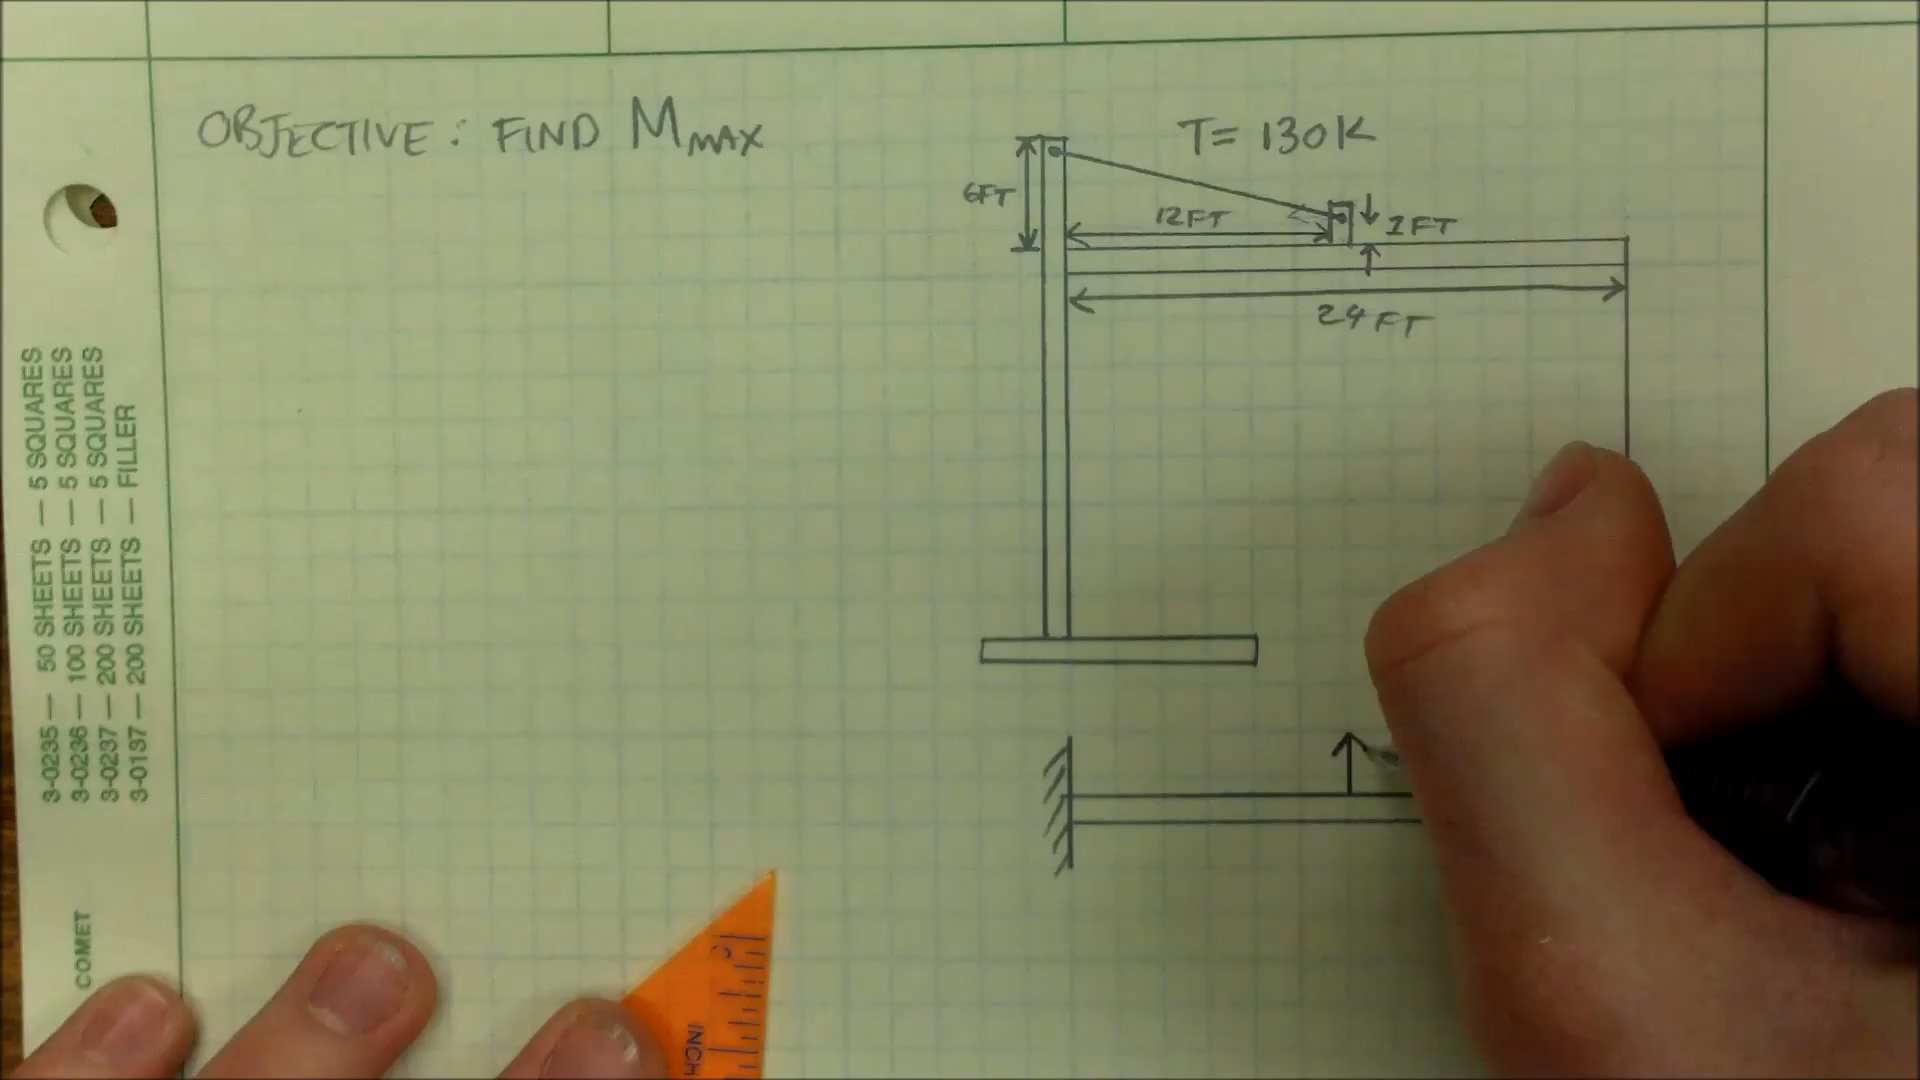 OBJECTIVE: FIND MMAX
T= 130K
6FT
12FT
1FT
24FT
3-0235 — 50 SHEETS — 5 SQUARES
3-0236 — 100 SHEETS — 5 SQUARES
3-0237 — 200 SHEETS — 5 SQUARES
3-0137 — 200 SHEETS — FILLER
COMET
INCH